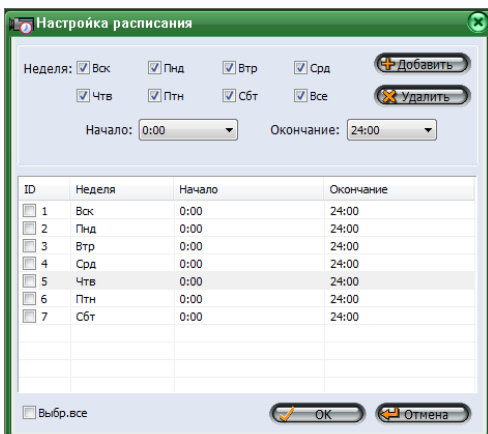 Настройка расписания
Неделя: Вск Пнд Втр Срд Добавить
Чтв Птн Сбт Все Удалить
Начало: 0:00 Окончание: 24:00
ID Неделя Начало Окончание
1 Вск 0:00 24:00
2 Пнд 0:00 24:00
3 Втр 0:00 24:00
4 Срд 0:00 24:00
5 Чтв 0:00 24:00
6 Птн 0:00 24:00
7 Сбт 0:00 24:00
Выбр.все OK Отмена